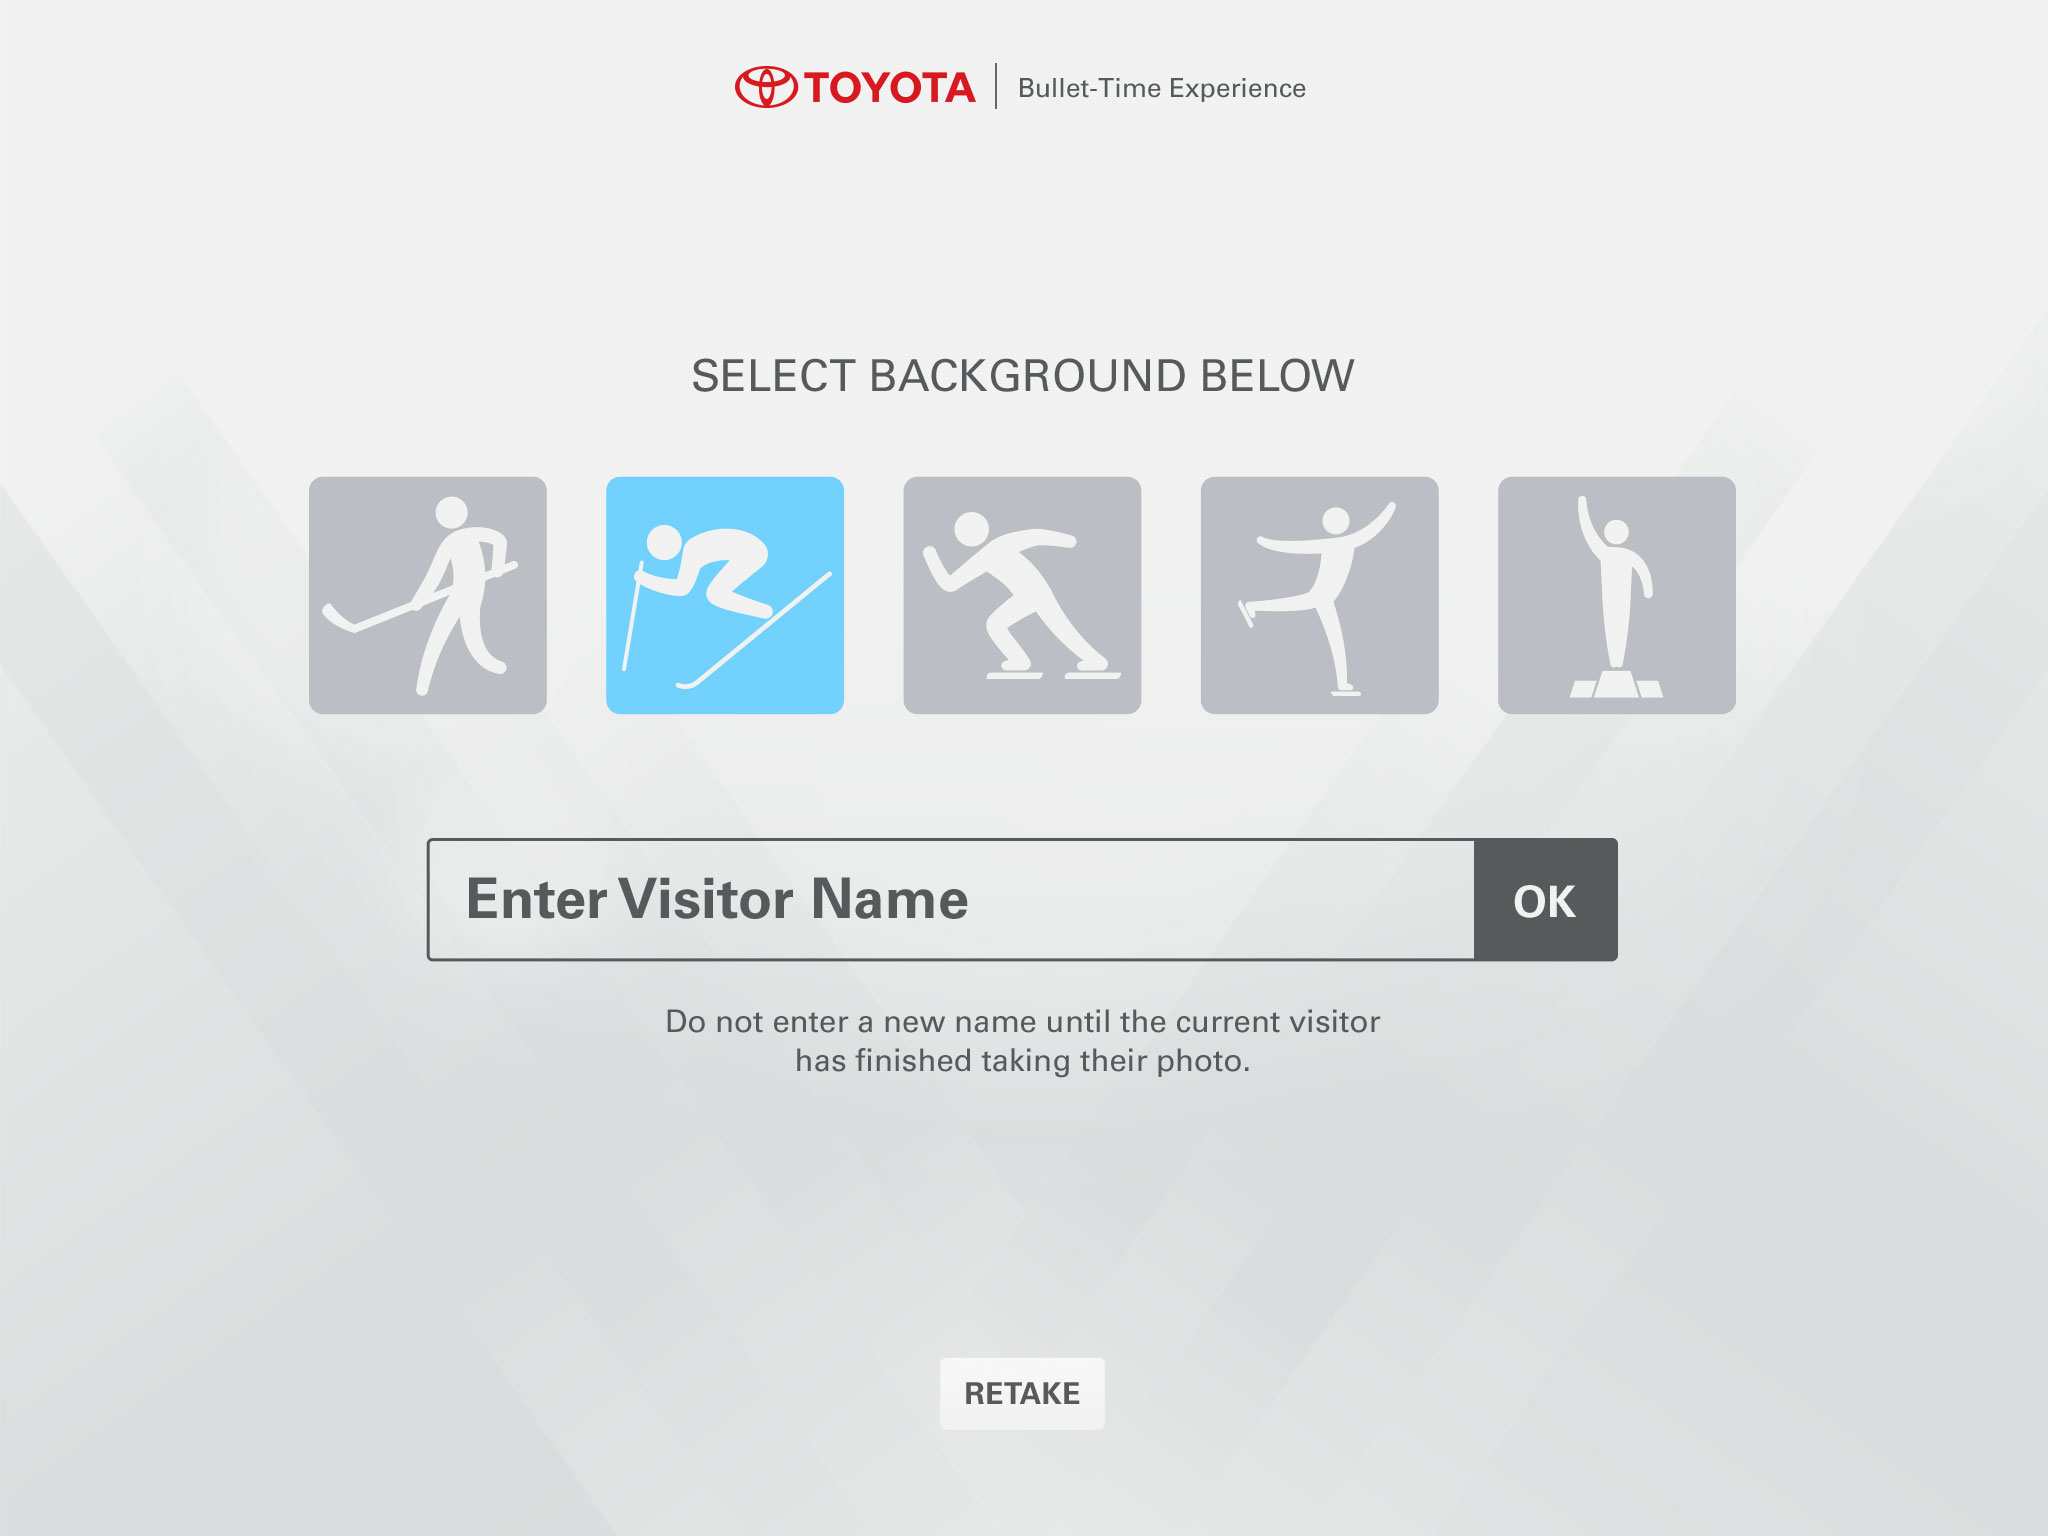 TOYOTA | Bullet-Time Experience
SELECT BACKGROUND BELOW
Enter Visitor Name OK
Do not enter a new name until the current visitor
has finished taking their photo.
RETAKE